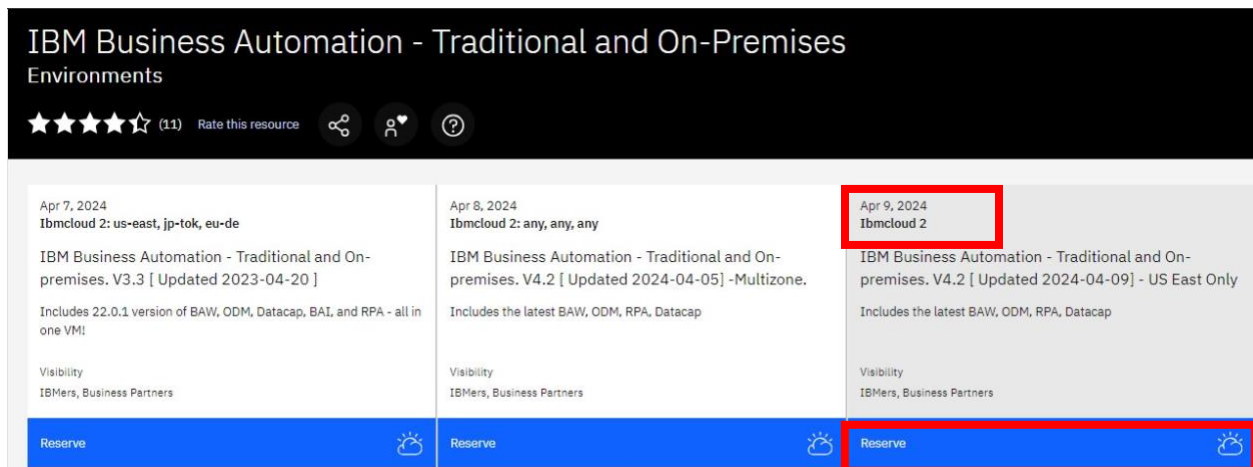 IBM Business Automation - Traditional and On-Premises
Environments
(11) Rate this resource
Apr 7, 2024
Ibmcloud 2: us-east, jp-tok, eu-de
IBM Business Automation - Traditional and On-
premises. V3.3 [ Updated 2023-04-20 ]
Includes 22.0.1 version of BAW, ODM, Datacap, BAI, and RPA - all in
one VM!
Visibility
IBMers, Business Partners
Reserve
Apr 8, 2024
Ibmcloud 2: any, any, any
IBM Business Automation - Traditional and On-
premises. V4.2 [ Updated 2024-04-05] -Multizone.
Includes the latest BAW, ODM, RPA, Datacap
Visibility
IBMers, Business Partners
Reserve
Apr 9, 2024
Ibmcloud 2
IBM Business Automation - Traditional and On-
premises. V4.2 [ Updated 2024-04-09] - US East Only
Includes the latest BAW, ODM, RPA, Datacap
Visibility
IBMers, Business Partners
Reserve